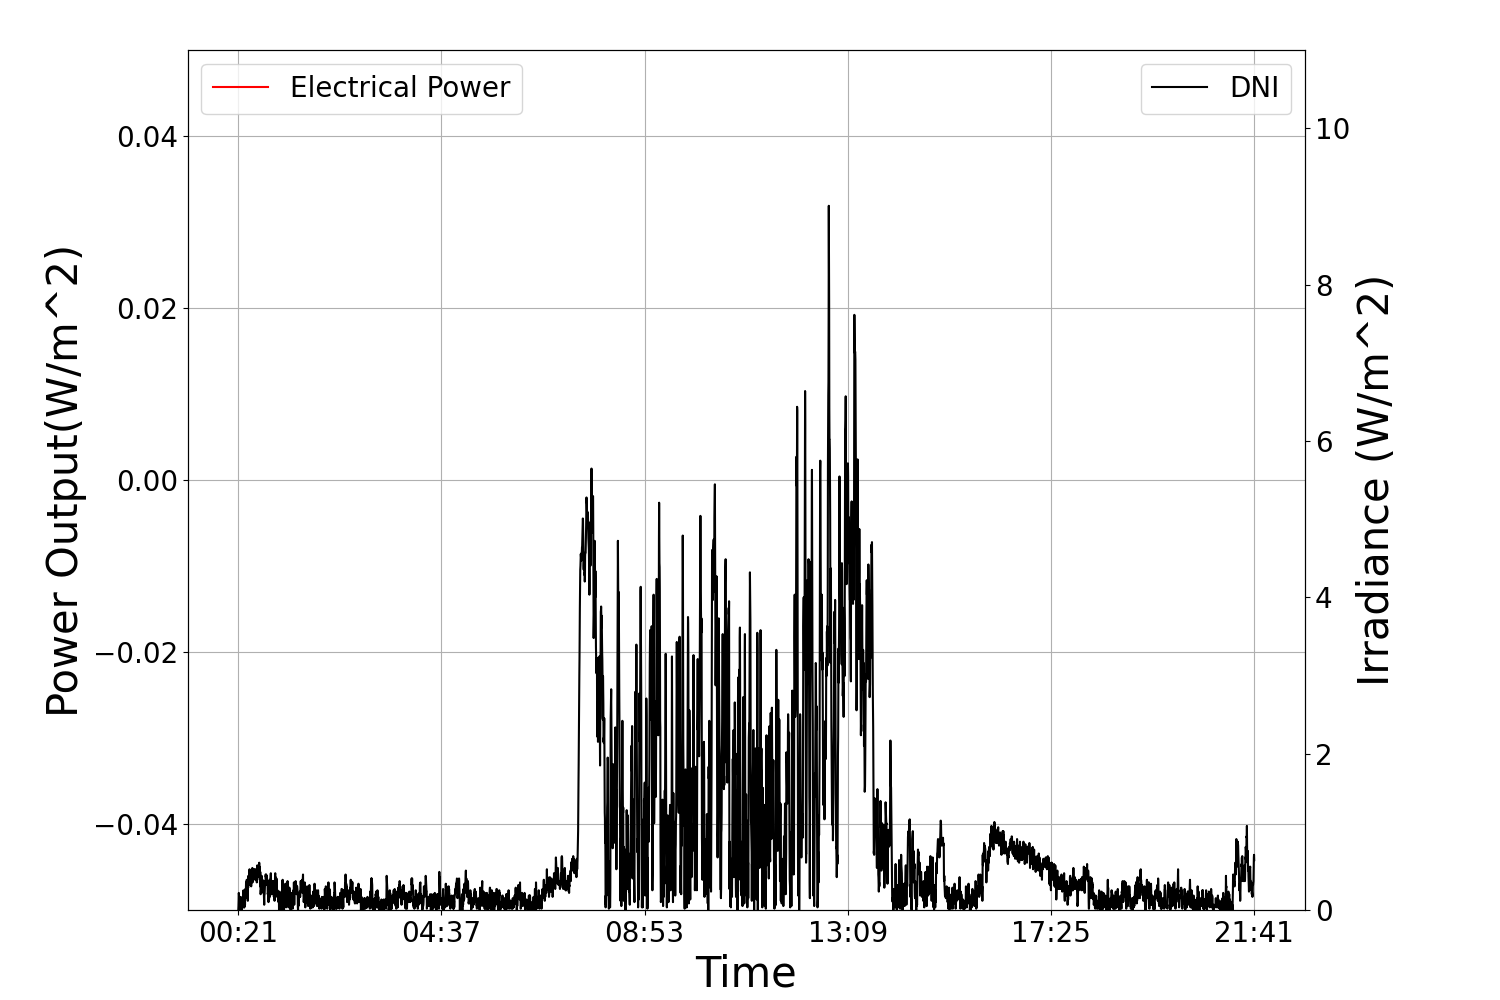 Electrical Power
DNI
0.04
0.02
0.00
−0.02
−0.04
Power Output(W/m^2)
10
8
6
4
2
0
Irradiance (W/m^2)
00:21 04:37 08:53 13:09 17:25 21:41
Time